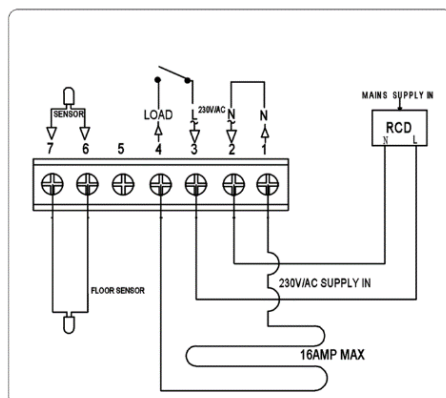 MAINS SUPPLY IN
RCD
N L
SENSOR
LOAD L 230V/AC N N
7 6 5 4 3 2 1
230V/AC SUPPLY IN
FLOOR SENSOR
16AMP MAX